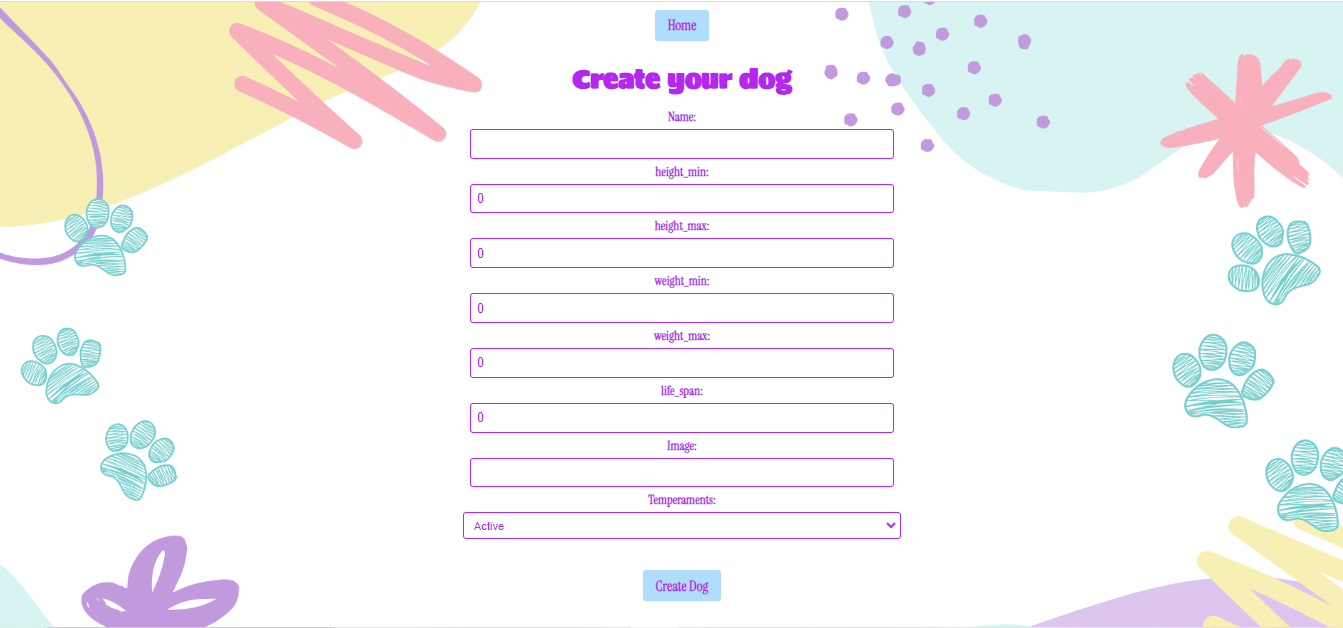 Home
Create your dog
Name:
height_min:
0
height_max:
0
weight_min:
0
weight_max:
0
life_span:
0
Image:
Temperaments:
Active
Create Dog